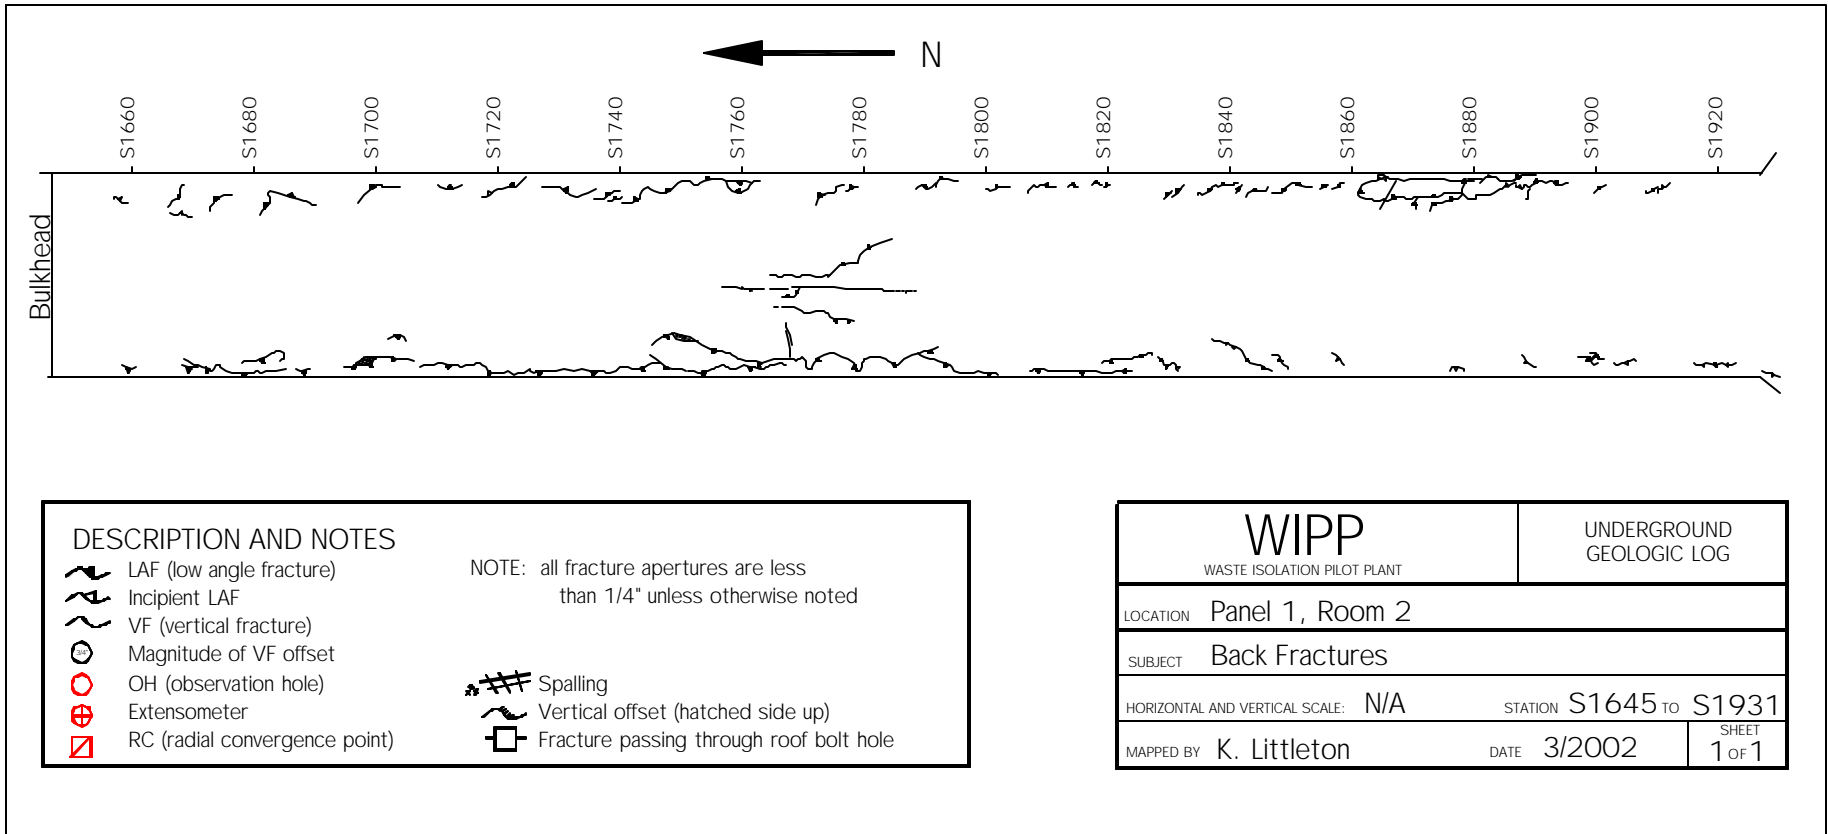 N
S1660
S1680
S1700
S1720
S1740
S1760
S1780
S1800
S1820
S1840
S1860
S1880
S1900
S1920
Bulkhead
DESCRIPTION AND NOTES
LAF (low angle fracture)
Incipient LAF
VF (vertical fracture)
3/4"
Magnitude of VF offset
OH (observation hole)
Extensometer
RC (radial convergence point)
NOTE: all fracture apertures are less
than 1/4" unless otherwise noted
Spalling
Vertical offset (hatched side up)
Fracture passing through roof bolt hole
WIPP
WASTE ISOLATION PILOT PLANT
UNDERGROUND
GEOLOGIC LOG
LOCATION Panel 1, Room 2
SUBJECT Back Fractures
HORIZONTAL AND VERTICAL SCALE: N/A STATION S1645 TO S1931
MAPPED BY K. Littleton DATE 3/2002
SHEET
1 OF 1